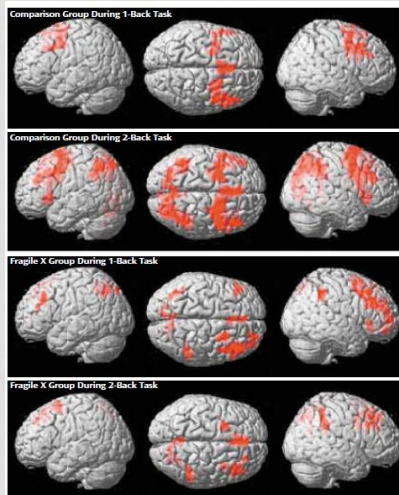 Comparison Group During 1-Back Task
Comparison Group During 2-Back Task
Fragile X Group During 1-Back Task
Fragile X Group During 2-Back Task